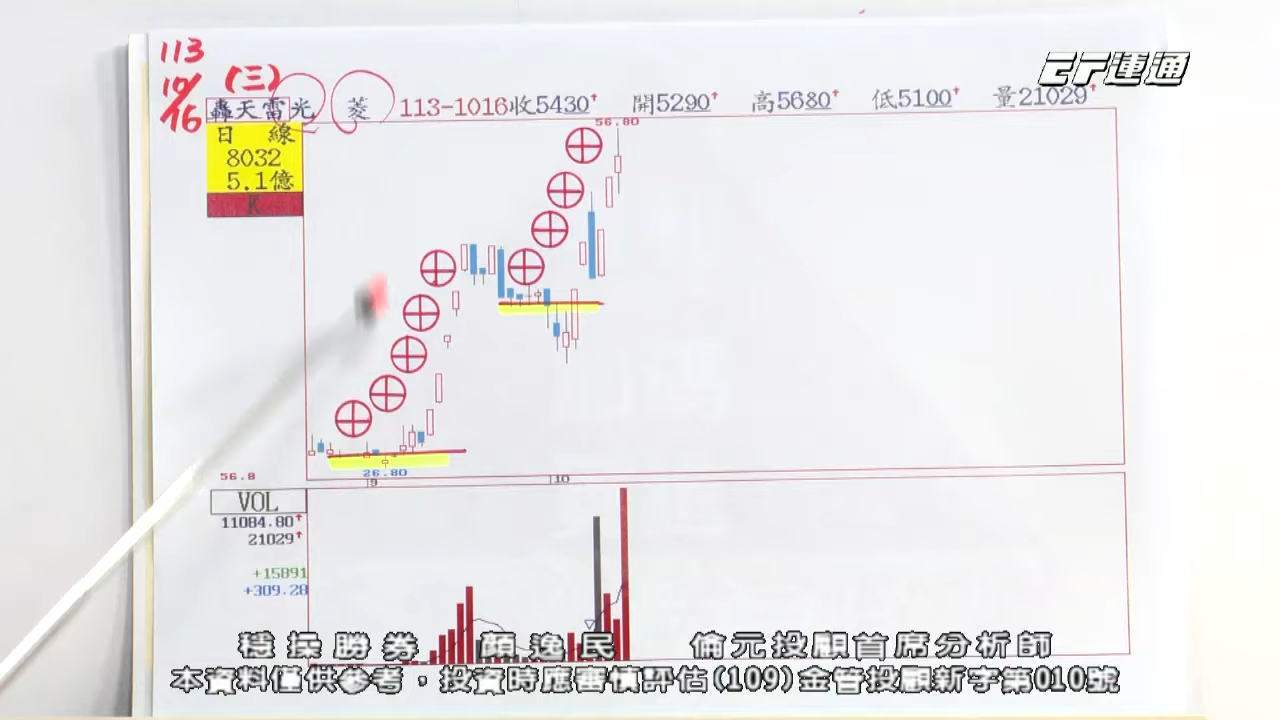 113
10/16 (三)
ET運通
轟天雷光 菱 113-1016收5430↑ 開5290↑ 高5680↑ 低5100↑ 量21029↑
日 線
8032
5.1億
K
56.80
26.80
56.8
9 10
VOL
11084.80↑
21029↑
+15891
+309.28
穩操勝券 顏逸民 倫元投顧首席分析師
本資料僅供參考，投資時應審慎評估(109)金管投顧新字第010號